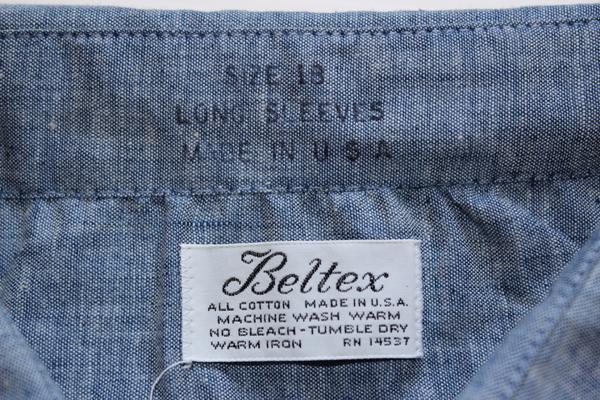 SIZE 18
LONG SLEEVES
MADE IN U S A
Beltex
ALL COTTON MADE IN U.S.A.
MACHINE WASH WARM
NO BLEACH - TUMBLE DRY
WARM IRON RN 14537